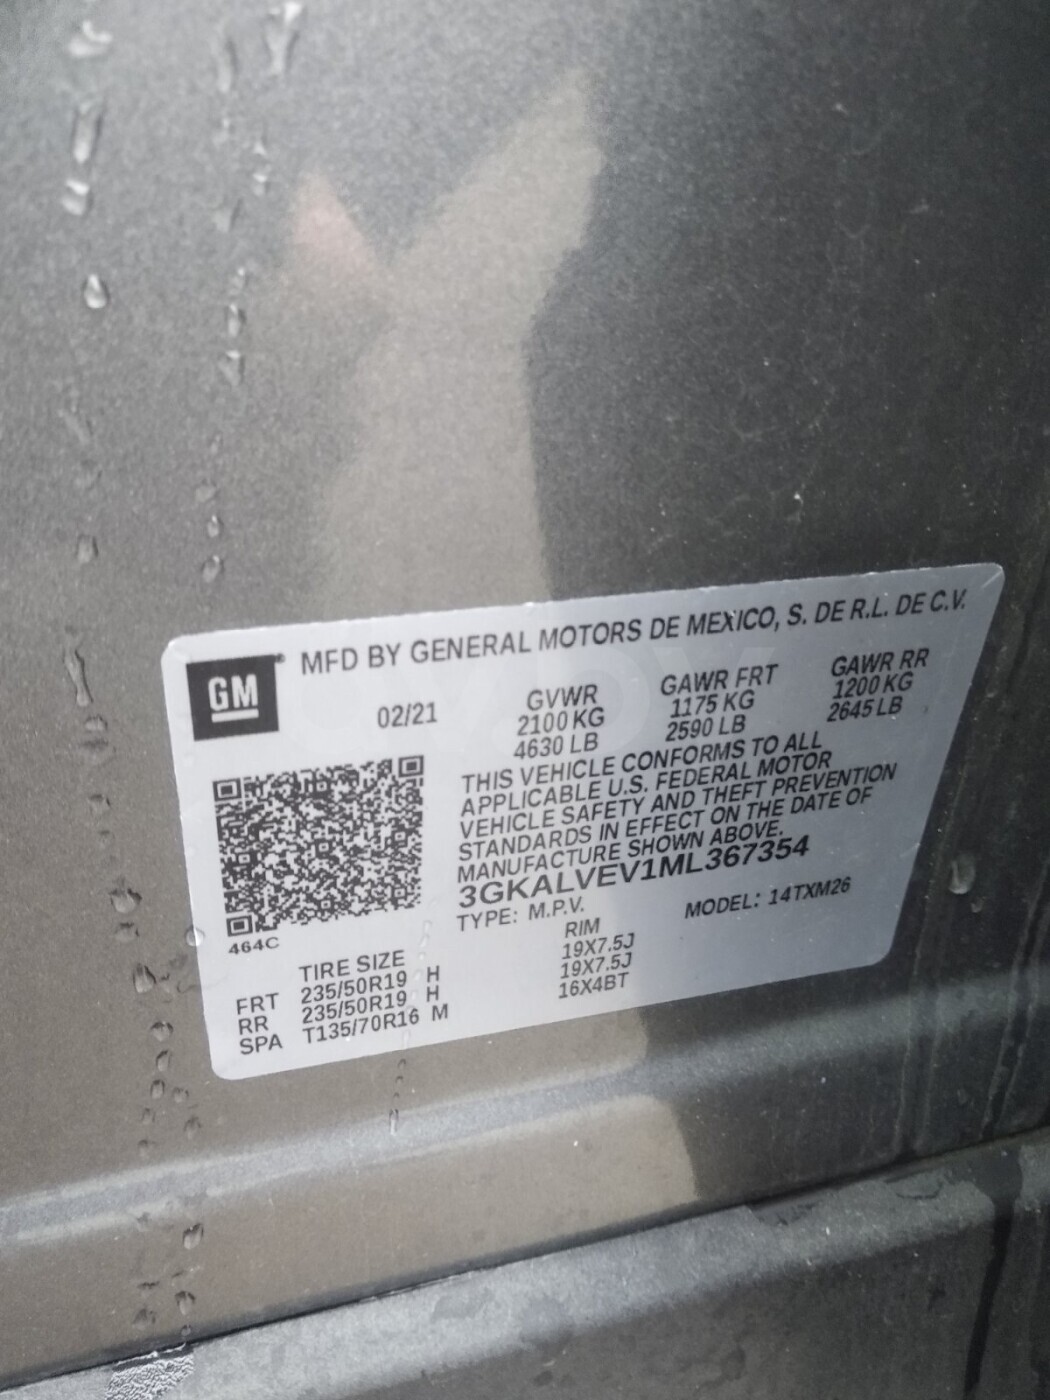 MFD BY GENERAL MOTORS DE MEXICO, S. DE R.L. DE C.V.
GM
02/21
GVWR
2100 KG
4630 LB
GAWR FRT
1175 KG
2590 LB
GAWR RR
1200 KG
2645 LB
THIS VEHICLE CONFORMS TO ALL
APPLICABLE U.S. FEDERAL MOTOR
VEHICLE SAFETY AND THEFT PREVENTION
STANDARDS IN EFFECT ON THE DATE OF
MANUFACTURE SHOWN ABOVE.
3GKALVEV1ML367354
TYPE: M.P.V.
MODEL: 14TXM26
464C
TIRE SIZE
RIM
FRT 235/50R19 H 19X7.5J
RR 235/50R19 H 19X7.5J
SPA T135/70R16 M 16X4BT